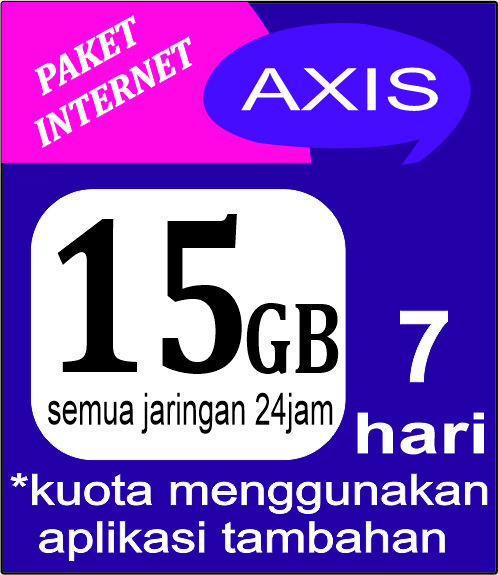 PAKET
INTERNET
AXIS
15GB
semua jaringan 24jam
7
hari
*kuota menggunakan
aplikasi tambahan